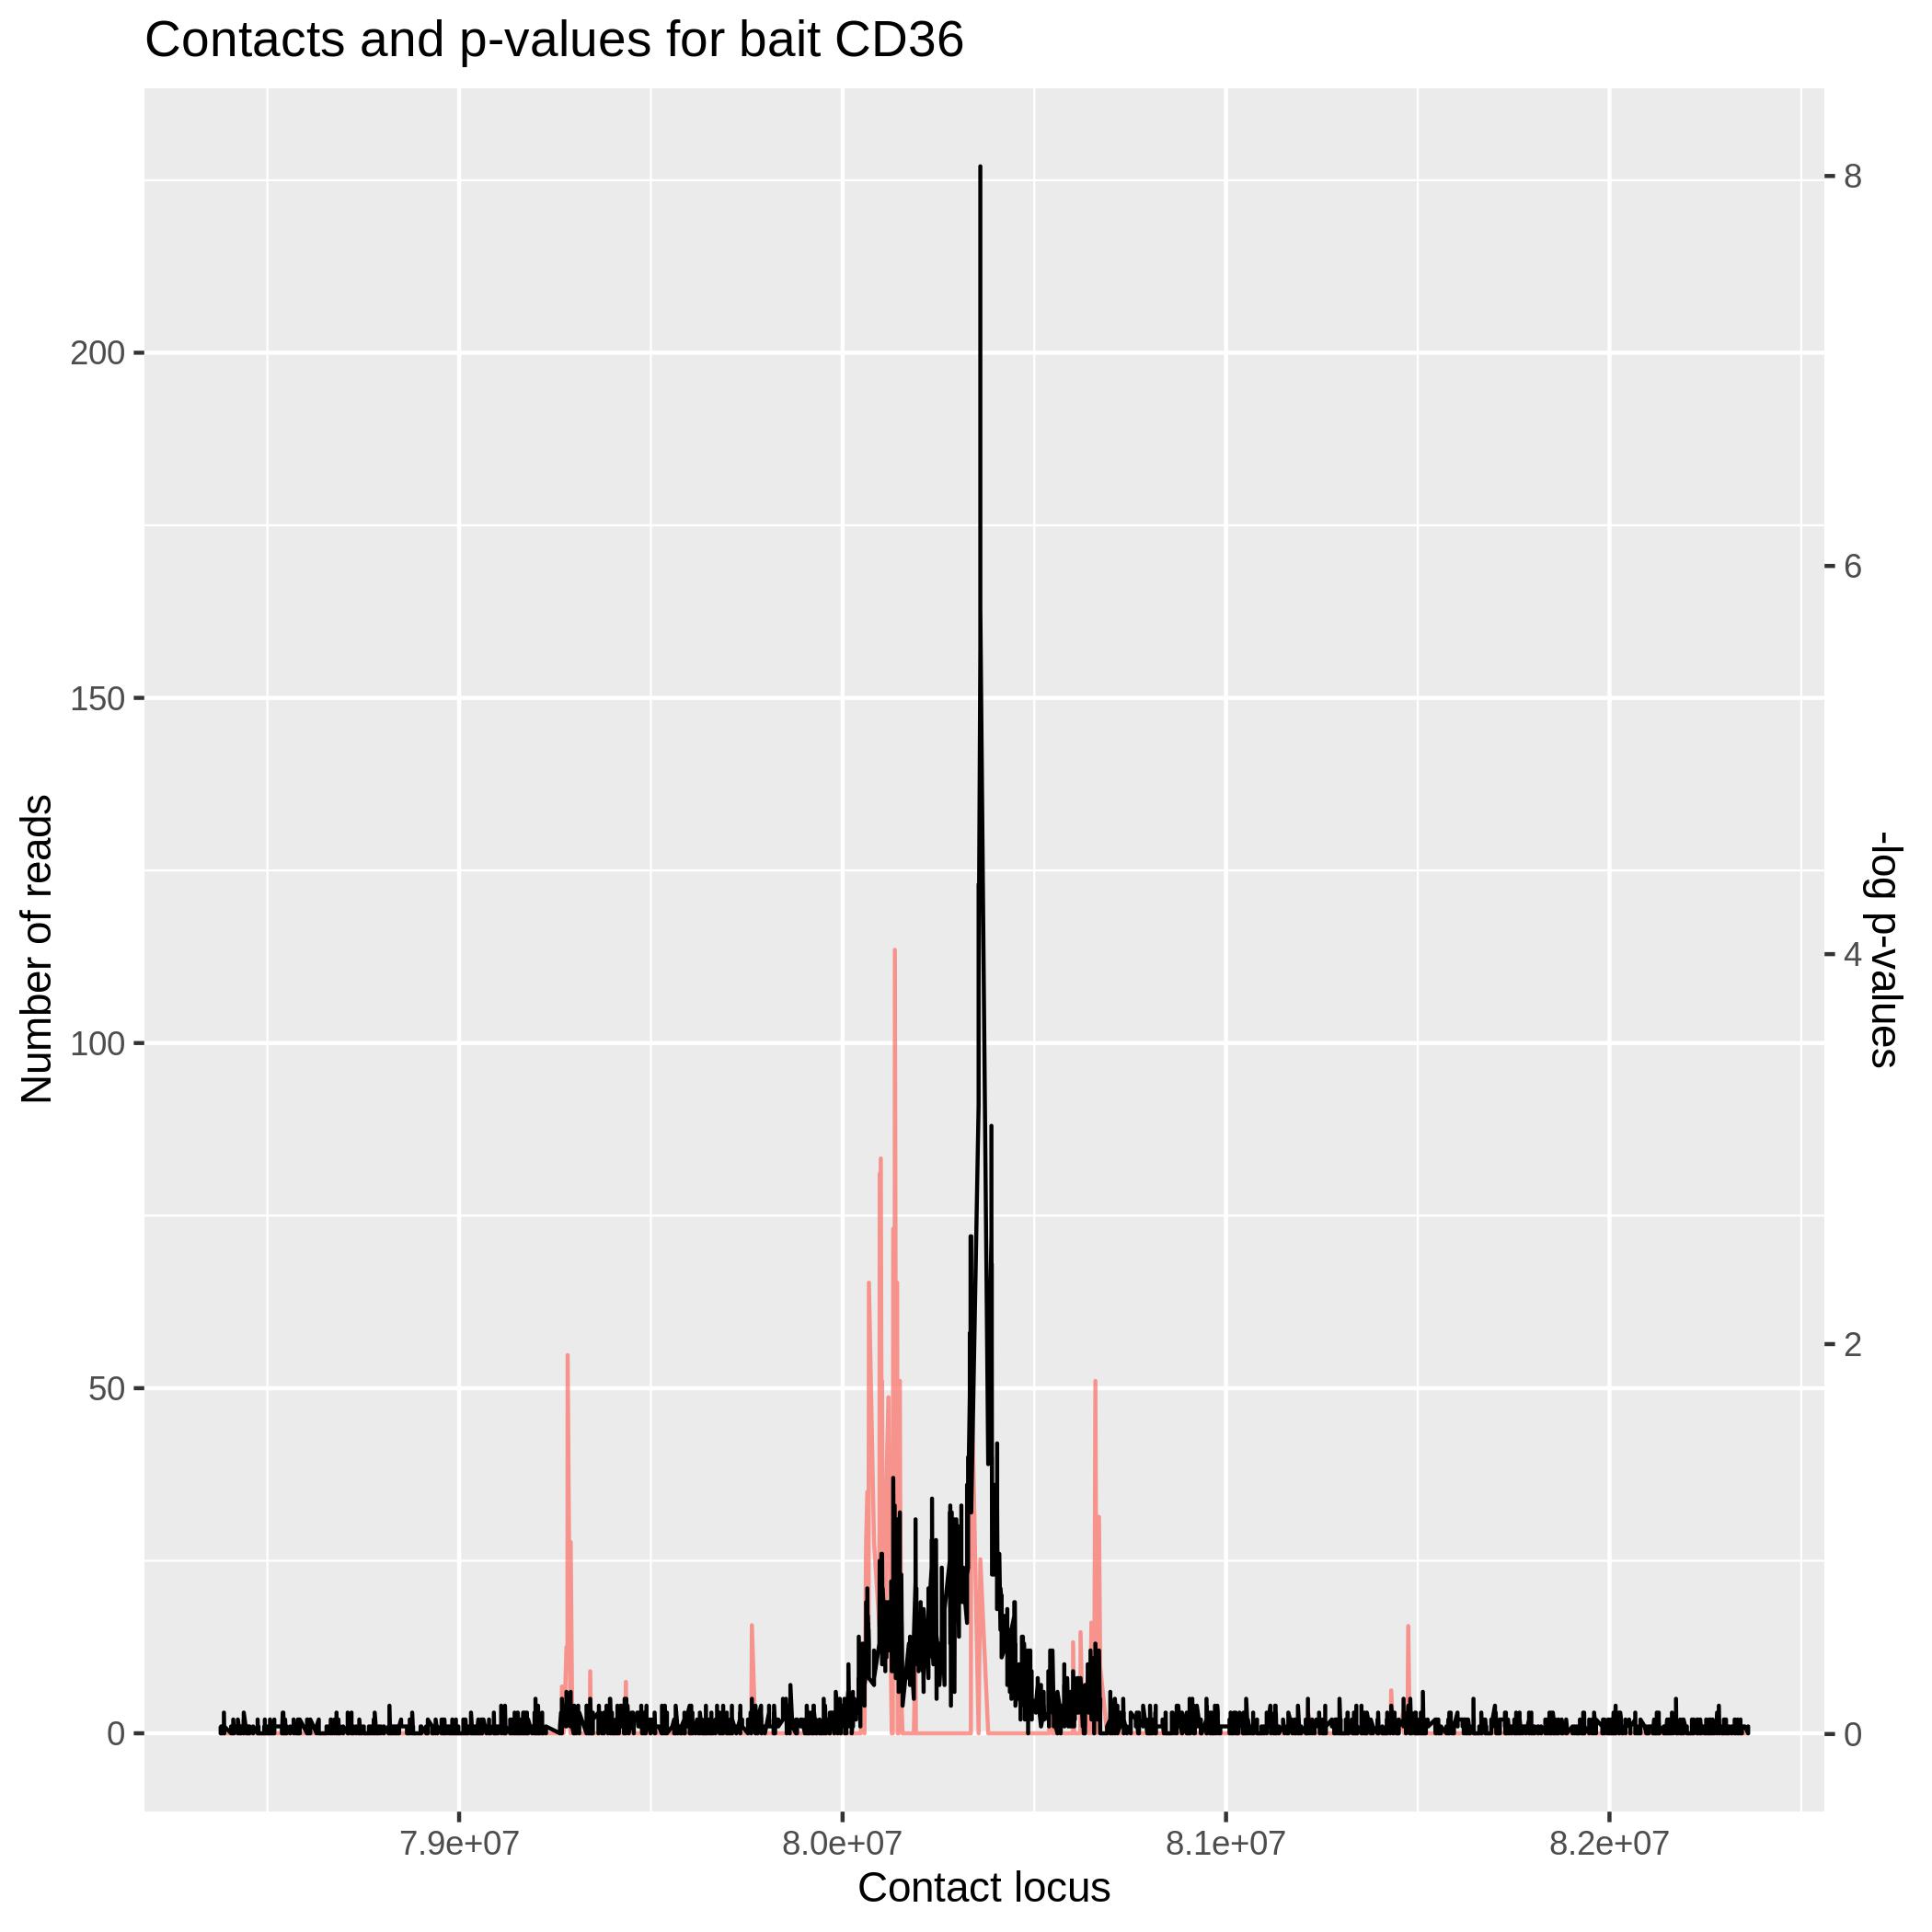 Contacts and p-values for bait CD36
Number of reads
200
150
100
50
0
8
6
4
2
0
-log p-values
7.9e+07 8.0e+07 8.1e+07 8.2e+07
Contact locus